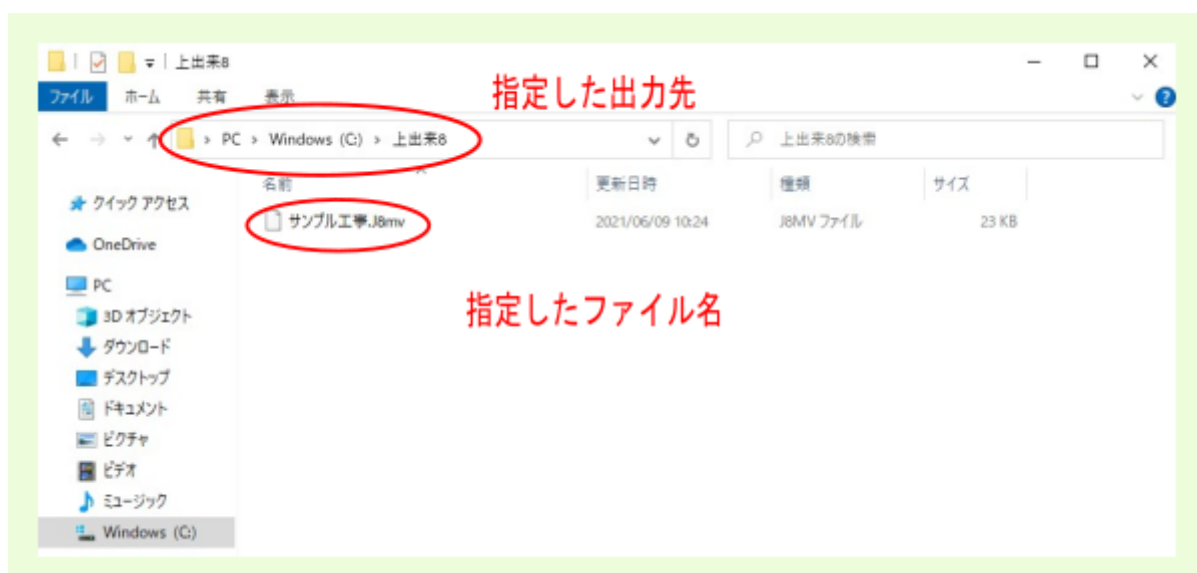 上出来8
ファイル ホーム 共有 表示
指定した出力先
PC › Windows (C:) › 上出来8
上出来8の検索
名前 更新日時 種類 サイズ
サンプル工事.J8mv 2021/06/09 10:24 J8MV ファイル 23 KB
指定したファイル名
クイック アクセス
OneDrive
PC
3D オブジェクト
ダウンロード
デスクトップ
ドキュメント
ピクチャ
ビデオ
ミュージック
Windows (C:)